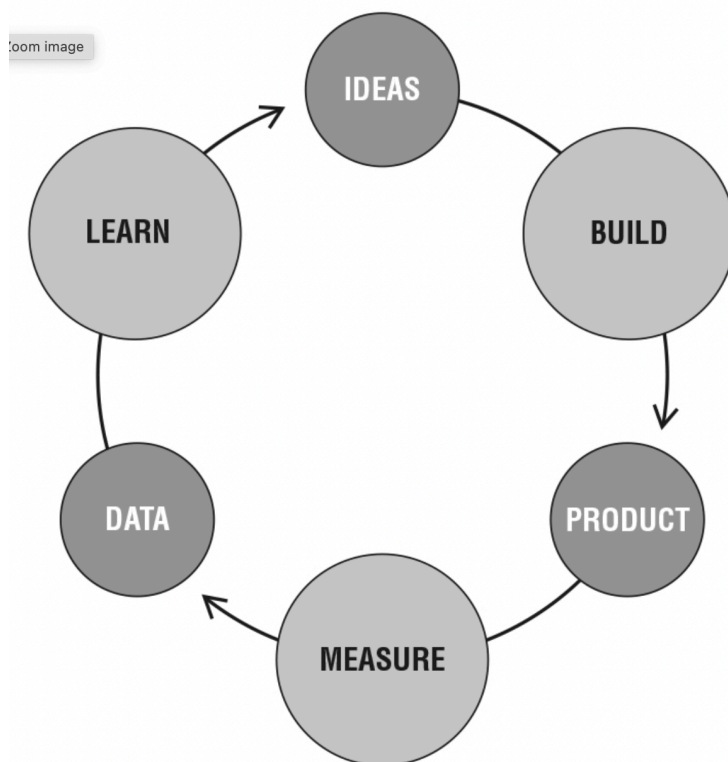 Zoom image
IDEAS
BUILD
PRODUCT
MEASURE
DATA
LEARN